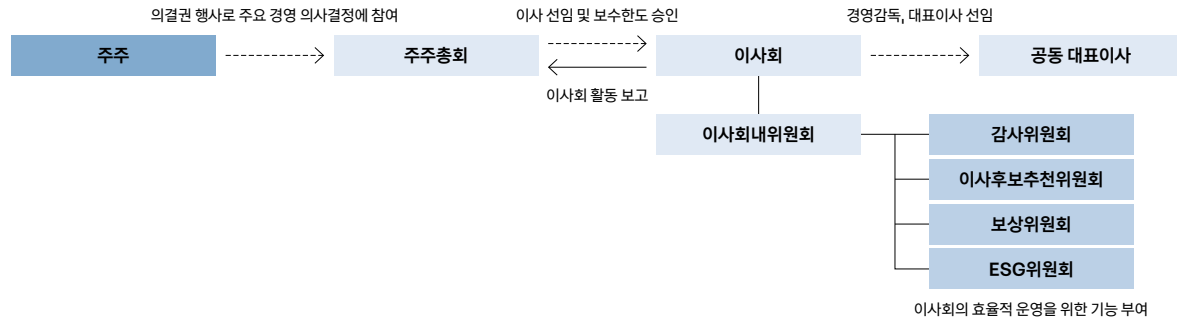 의결권 행사로 주요 경영 의사결정에 참여
이사 선임 및 보수한도 승인
경영감독, 대표이사 선임
주주
주주총회
이사회
공동 대표이사
이사회 활동 보고
이사회내위원회
감사위원회
이사후보추천위원회
보상위원회
ESG위원회
이사회의 효율적 운영을 위한 기능 부여